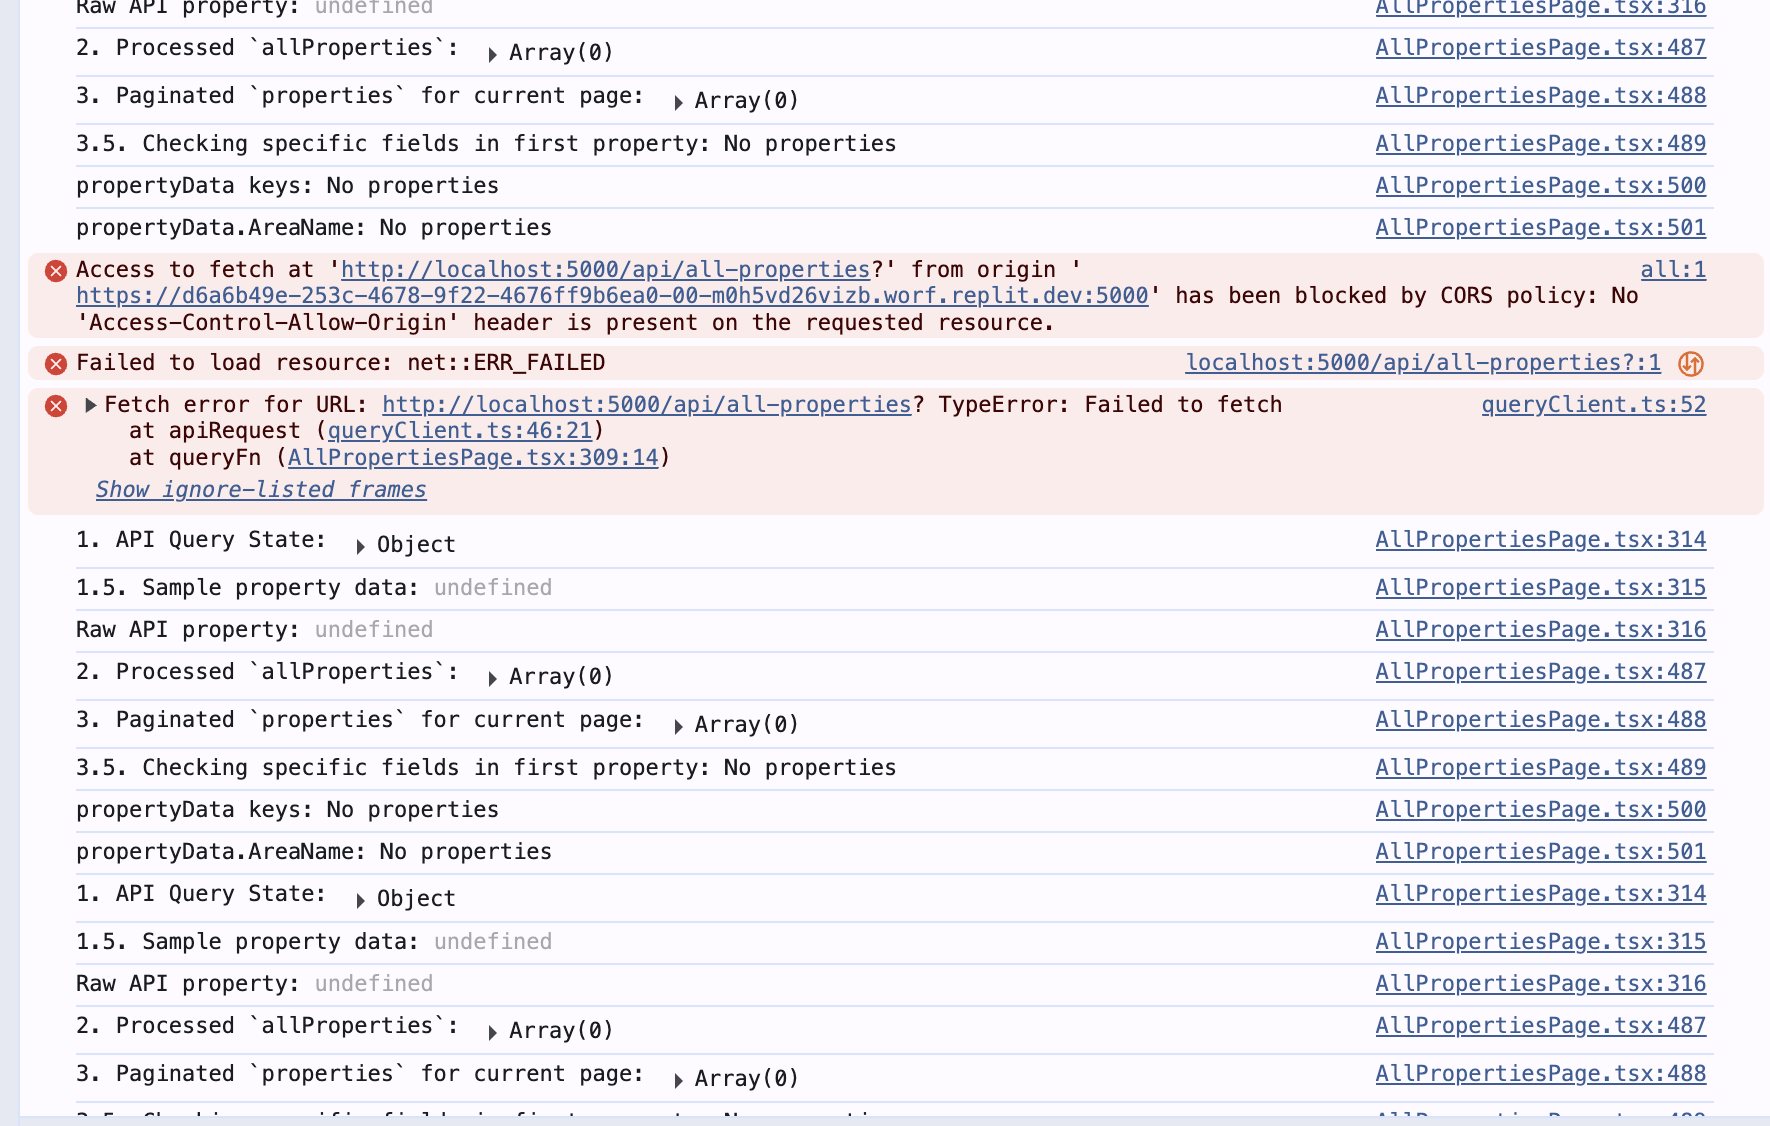 Raw API property: undefined AllPropertiesPage.tsx:316
2. Processed `allProperties`: Array(0) AllPropertiesPage.tsx:487
3. Paginated `properties` for current page: Array(0) AllPropertiesPage.tsx:488
3.5. Checking specific fields in first property: No properties AllPropertiesPage.tsx:489
propertyData keys: No properties AllPropertiesPage.tsx:500
propertyData.AreaName: No properties AllPropertiesPage.tsx:501
Access to fetch at 'http://localhost:5000/api/all-properties?' from origin ' all:1
https://d6a6b49e-253c-4678-9f22-4676ff9b6ea0-00-m0h5vd26vizb.worf.replit.dev:5000' has been blocked by CORS policy: No
'Access-Control-Allow-Origin' header is present on the requested resource.
Failed to load resource: net::ERR_FAILED localhost:5000/api/all-properties?:1
Fetch error for URL: http://localhost:5000/api/all-properties? TypeError: Failed to fetch queryClient.ts:52
at apiRequest (queryClient.ts:46:21)
at queryFn (AllPropertiesPage.tsx:309:14)
Show ignore-listed frames
1. API Query State: Object AllPropertiesPage.tsx:314
1.5. Sample property data: undefined AllPropertiesPage.tsx:315
Raw API property: undefined AllPropertiesPage.tsx:316
2. Processed `allProperties`: Array(0) AllPropertiesPage.tsx:487
3. Paginated `properties` for current page: Array(0) AllPropertiesPage.tsx:488
3.5. Checking specific fields in first property: No properties AllPropertiesPage.tsx:489
propertyData keys: No properties AllPropertiesPage.tsx:500
propertyData.AreaName: No properties AllPropertiesPage.tsx:501
1. API Query State: Object AllPropertiesPage.tsx:314
1.5. Sample property data: undefined AllPropertiesPage.tsx:315
Raw API property: undefined AllPropertiesPage.tsx:316
2. Processed `allProperties`: Array(0) AllPropertiesPage.tsx:487
3. Paginated `properties` for current page: Array(0) AllPropertiesPage.tsx:488